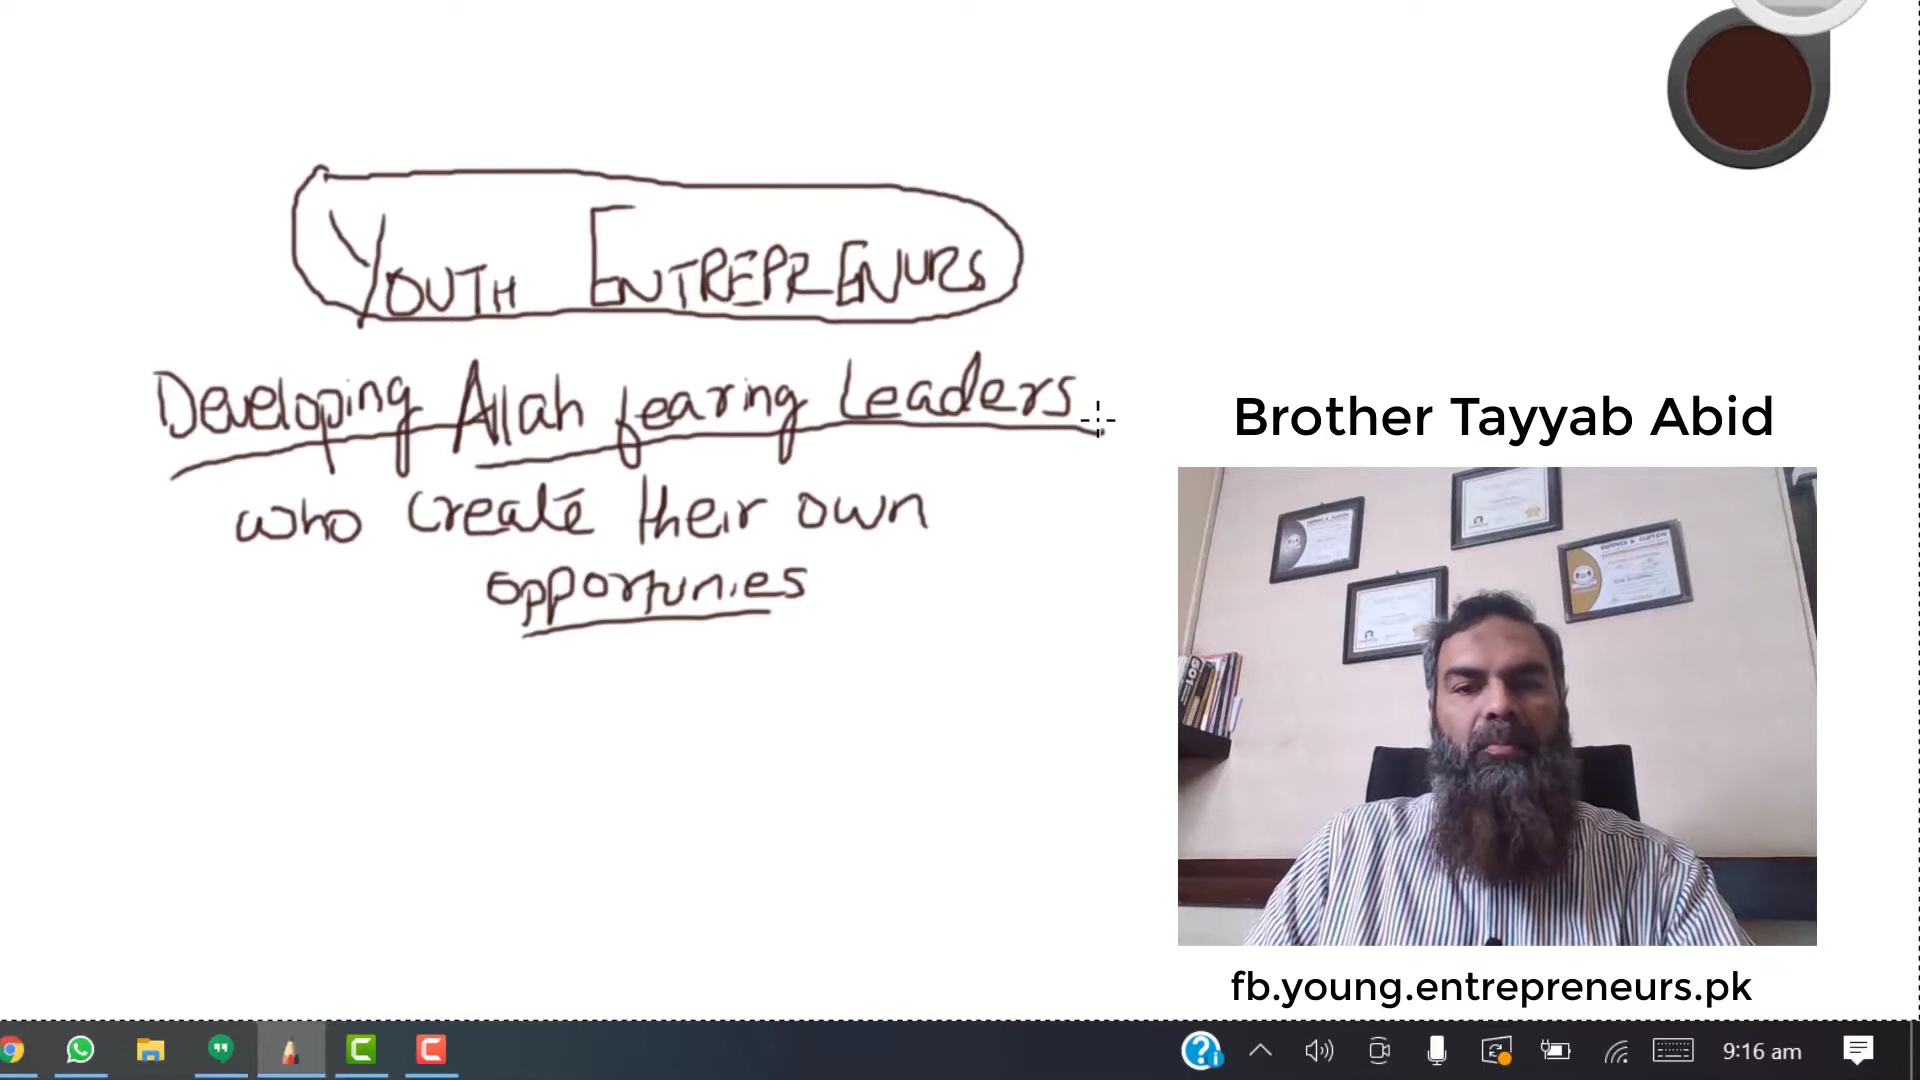 YOUTH ENTREPRENURS
Developing Allah fearing Leaders
who create their own
opportunies
Brother Tayyab Abid
fb.young.entrepreneurs.pk
9:16 am